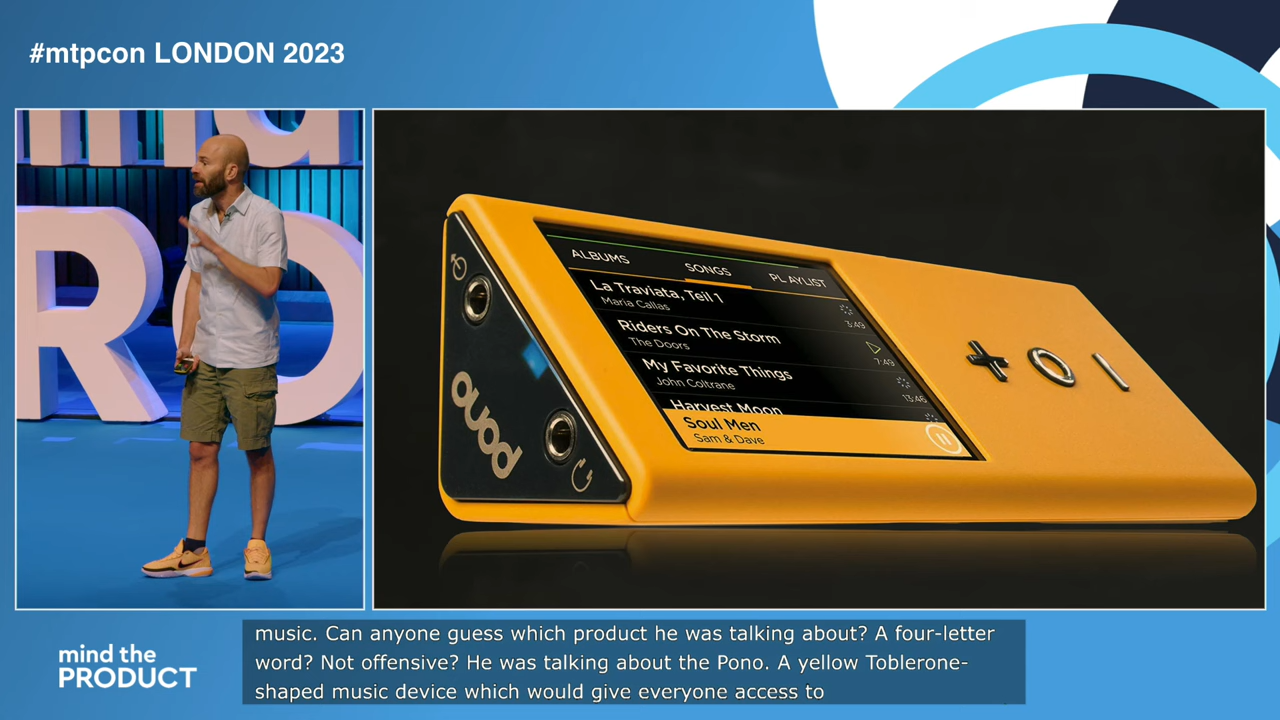 #mtpcon LONDON 2023
R
ALBUMS SONGS PLAYLIST
La Traviata, Teil 1
Maria Callas
3:49
Riders On The Storm
The Doors
7:49
My Favorite Things
John Coltrane
13:46
Harvest Moon
Soul Men
Sam & Dave
pono
mind the
PRODUCT
music. Can anyone guess which product he was talking about? A four-letter
word? Not offensive? He was talking about the Pono. A yellow Toblerone-
shaped music device which would give everyone access to